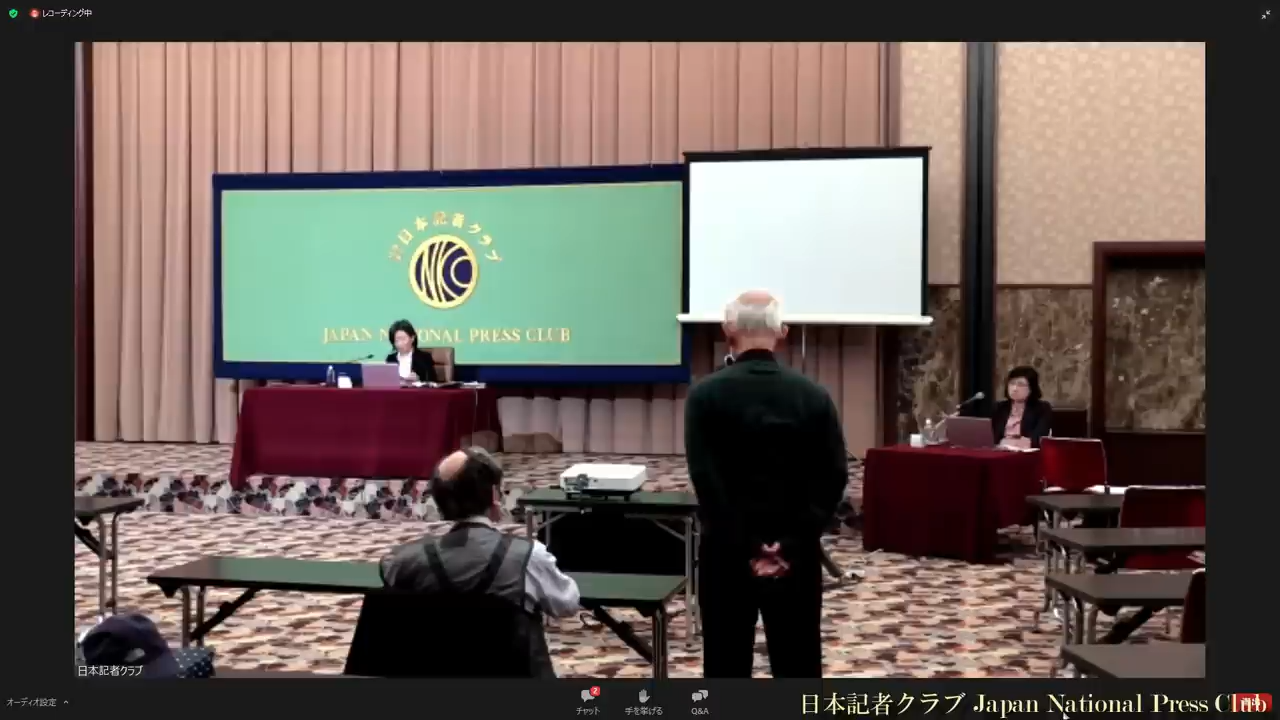 レコーディング中
日本記者クラブ
NPC
JAPAN NATIONAL PRESS CLUB
日本記者クラブ
オーディオ設定
チャット
2
手を挙げる
Q&A
日本記者クラブ Japan National Press Club